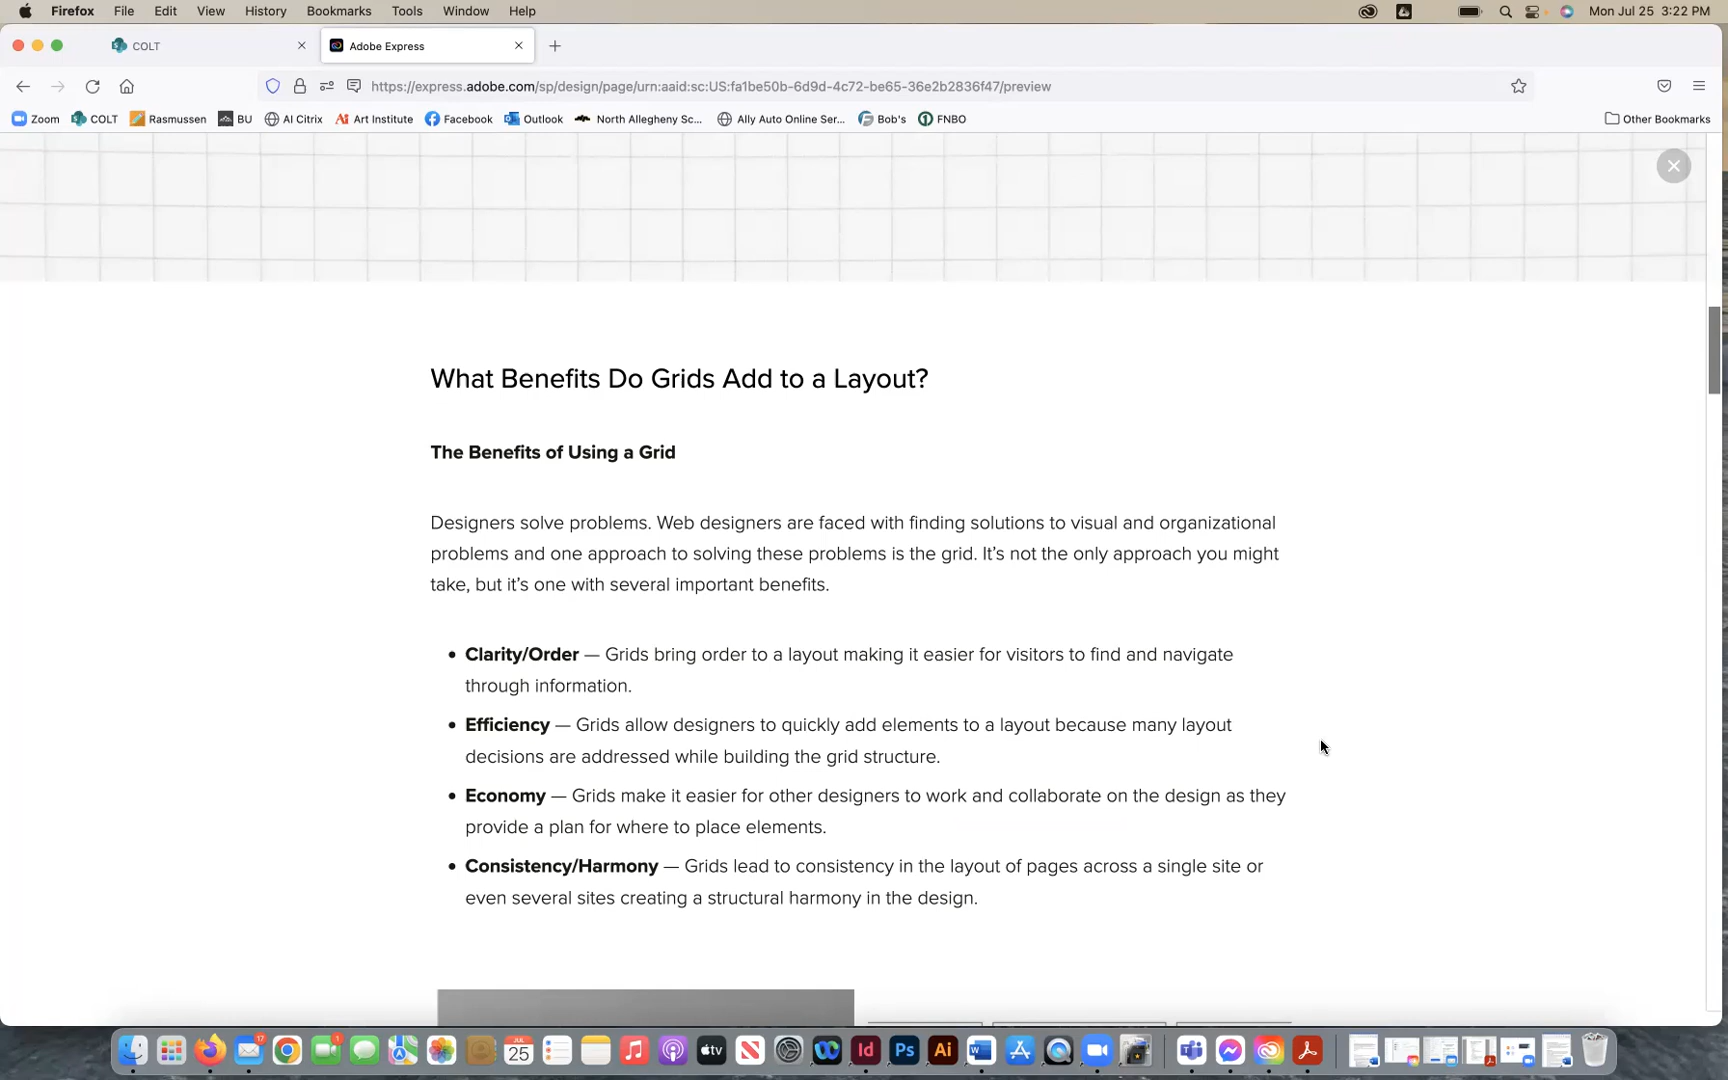 Firefox File Edit View History Bookmarks Tools Window Help Mon Jul 25 3:22 PM
COLT Adobe Express
https://express.adobe.com/sp/design/page/urn:aaid:sc:US:fa1be50b-6d9d-4c72-be65-36e2b2836f47/preview
Zoom COLT Rasmussen BU AI Citrix Art Institute Facebook Outlook North Allegheny Sc... Ally Auto Online Ser... Bob's FNBO Other Bookmarks
What Benefits Do Grids Add to a Layout?
The Benefits of Using a Grid
Designers solve problems. Web designers are faced with finding solutions to visual and organizational
problems and one approach to solving these problems is the grid. It’s not the only approach you might
take, but it’s one with several important benefits.
• Clarity/Order — Grids bring order to a layout making it easier for visitors to find and navigate
through information.
• Efficiency — Grids allow designers to quickly add elements to a layout because many layout
decisions are addressed while building the grid structure.
• Economy — Grids make it easier for other designers to work and collaborate on the design as they
provide a plan for where to place elements.
• Consistency/Harmony — Grids lead to consistency in the layout of pages across a single site or
even several sites creating a structural harmony in the design.
17 1 JUL 25 tv Id Ps Ai